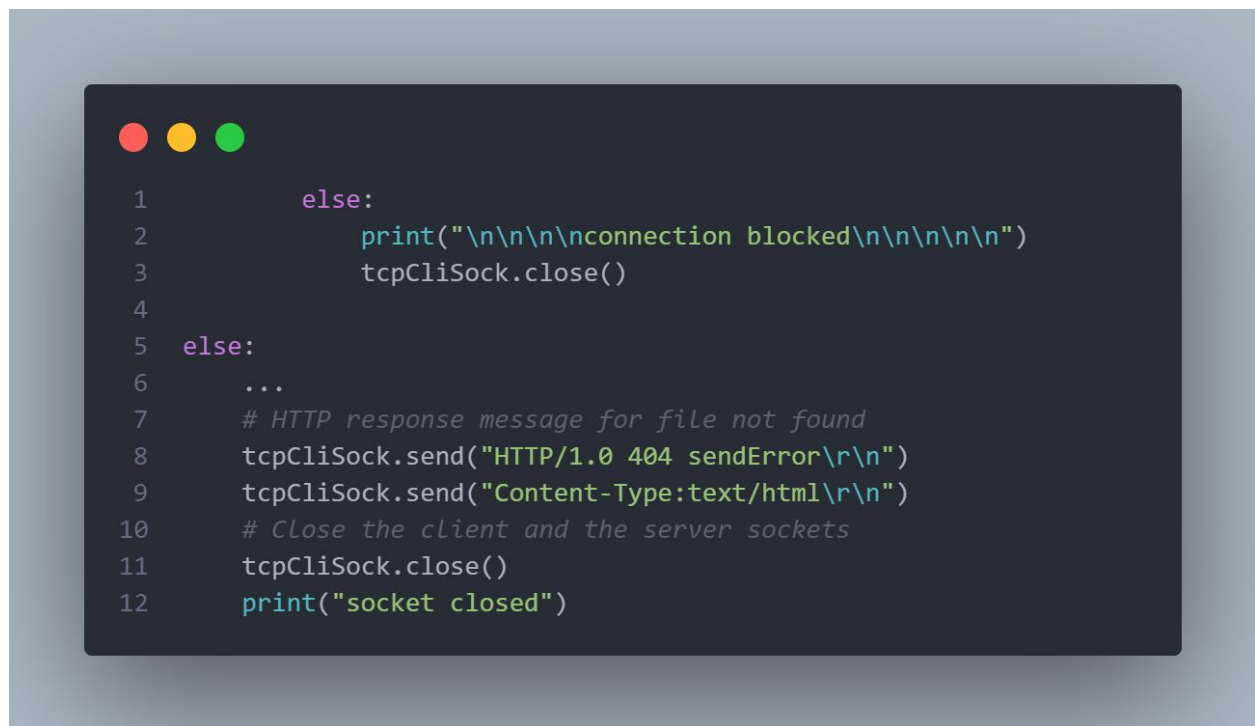 1 else:
2 print("\n\n\n\nconnection blocked\n\n\n\n\n")
3 tcpCliSock.close()
4
5 else:
6 ...
7 # HTTP response message for file not found
8 tcpCliSock.send("HTTP/1.0 404 sendError\r\n")
9 tcpCliSock.send("Content-Type:text/html\r\n")
10 # Close the client and the server sockets
11 tcpCliSock.close()
12 print("socket closed")